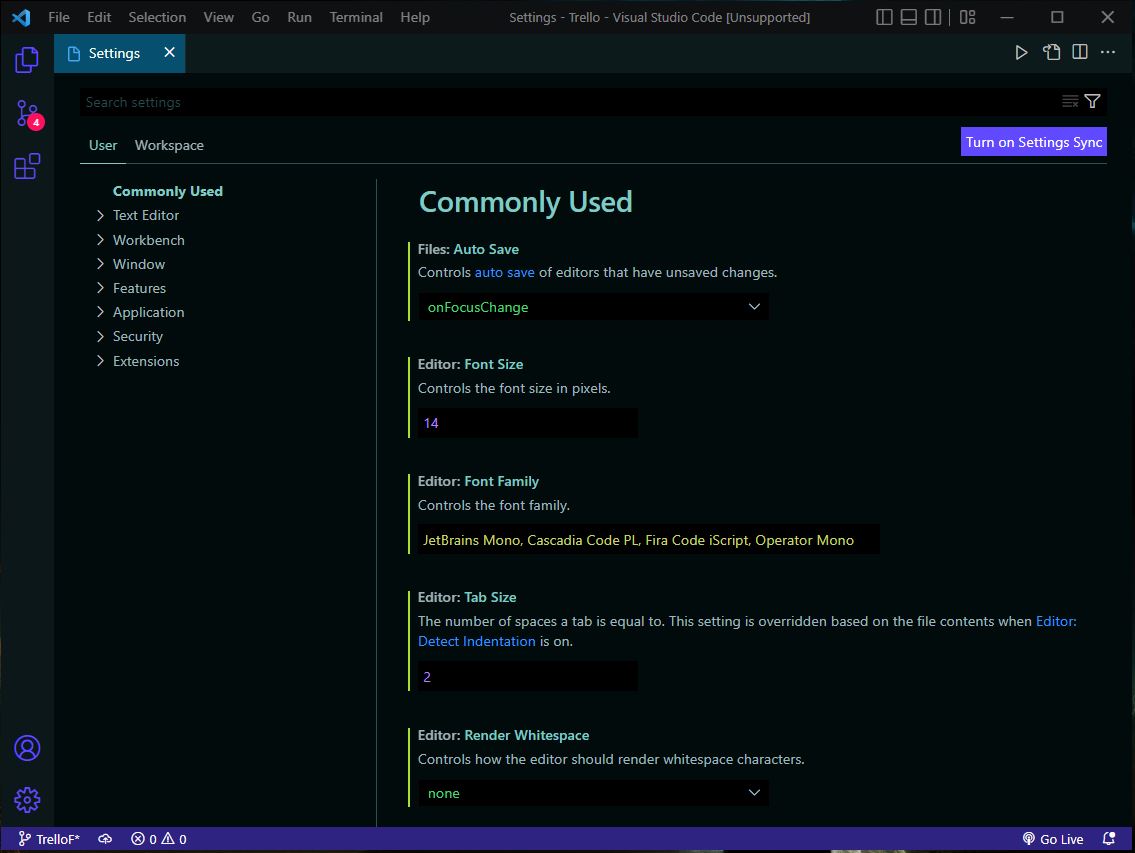 File Edit Selection View Go Run Terminal Help Settings - Trello - Visual Studio Code [Unsupported]
Settings
Search settings
4
User Workspace
Turn on Settings Sync
Commonly Used
Text Editor
Workbench
Window
Features
Application
Security
Extensions
Commonly Used
Files: Auto Save
Controls auto save of editors that have unsaved changes.
onFocusChange
Editor: Font Size
Controls the font size in pixels.
14
Editor: Font Family
Controls the font family.
JetBrains Mono, Cascadia Code PL, Fira Code iScript, Operator Mono
Editor: Tab Size
The number of spaces a tab is equal to. This setting is overridden based on the file contents when Editor:
Detect Indentation is on.
2
Editor: Render Whitespace
Controls how the editor should render whitespace characters.
none
TrelloF* 0 0 Go Live